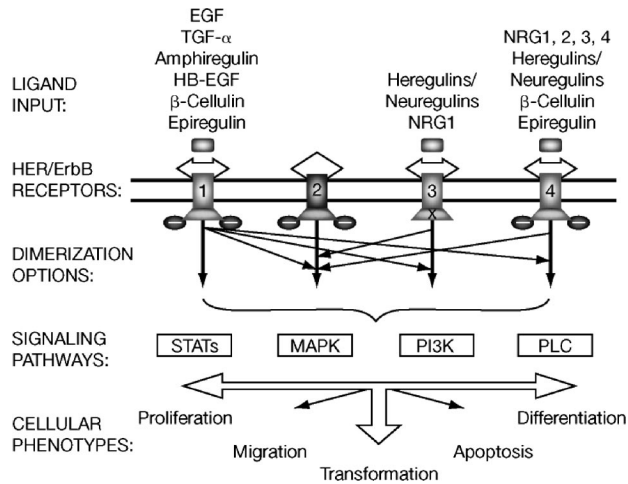 EGF
TGF-α
Amphiregulin
HB-EGF
β-Cellulin
Epiregulin
Heregulins/
Neuregulins
NRG1
NRG1, 2, 3, 4
Heregulins/
Neuregulins
β-Cellulin
Epiregulin
LIGAND
INPUT:
HER/ErbB
RECEPTORS:
1
2
3
4
X
DIMERIZATION
OPTIONS:
SIGNALING
PATHWAYS:
STATs
MAPK
PI3K
PLC
CELLULAR
PHENOTYPES:
Proliferation
Migration
Transformation
Apoptosis
Differentiation